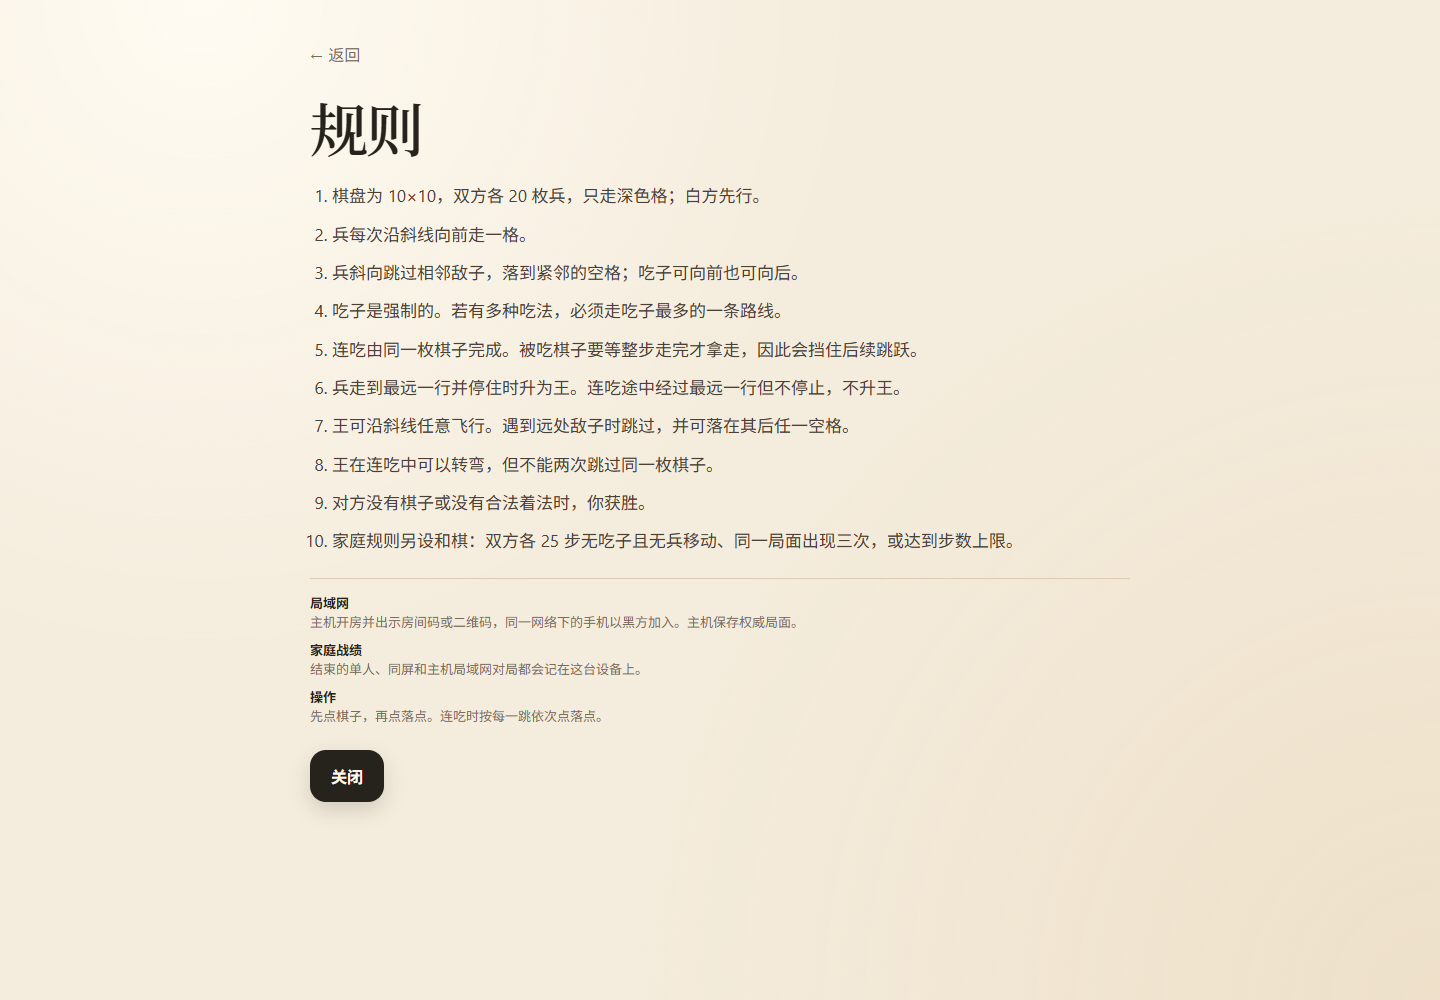 ← 返回
规则
1. 棋盘为 10×10，双方各 20 枚兵，只走深色格；白方先行。
2. 兵每次沿斜线向前走一格。
3. 兵斜向跳过相邻敌子，落到紧邻的空格；吃子可向前也可向后。
4. 吃子是强制的。若有多种吃法，必须走吃子最多的一条路线。
5. 连吃由同一枚棋子完成。被吃棋子要等整步走完才拿走，因此会挡住后续跳跃。
6. 兵走到最远一行并停住时升为王。连吃途中经过最远一行但不停止，不升王。
7. 王可沿斜线任意飞行。遇到远处敌子时跳过，并可落在其后任一空格。
8. 王在连吃中可以转弯，但不能两次跳过同一枚棋子。
9. 对方没有棋子或没有合法着法时，你获胜。
10. 家庭规则另设和棋：双方各 25 步无吃子且无兵移动、同一局面出现三次，或达到步数上限。
局域网
主机开房并出示房间码或二维码，同一网络下的手机以黑方加入。主机保存权威局面。
家庭战绩
结束的单人、同屏和主机局域网对局都会记在这台设备上。
操作
先点棋子，再点落点。连吃时按每一跳依次点落点。
关闭